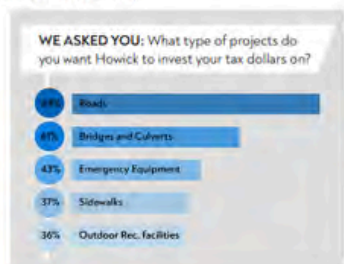 WE ASKED YOU: What type of projects do
you want Howick to invest your tax dollars on?
Roads
61% Bridges and Culverts
43% Emergency Equipment
37% Sidewalks
36% Outdoor Rec. facilities